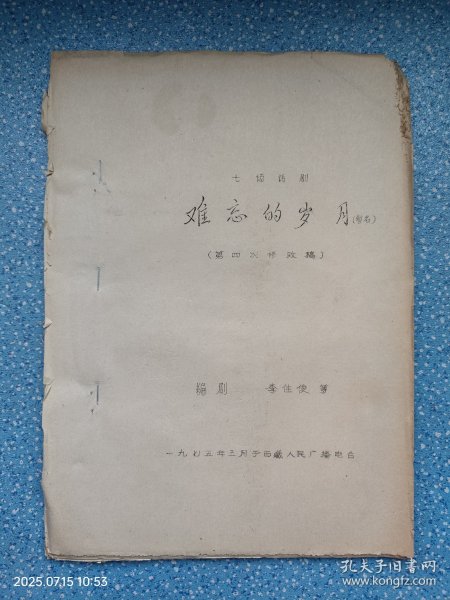 七场话剧
难忘的岁月(暂名)
(第四次修改稿)
编剧 李佳俊等
一九七五年三月于西藏人民广播电台
2025.07.15 10:53
孔夫子旧书网
www.kongfz.com